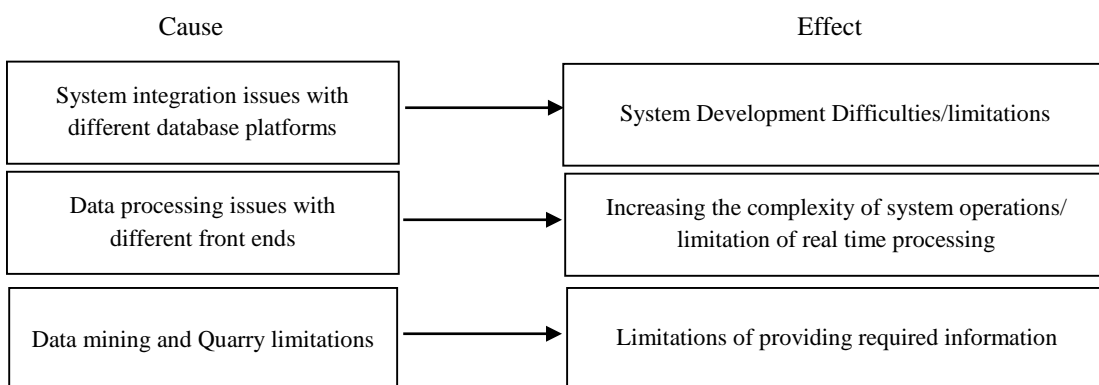 Cause
Effect
System integration issues with
different database platforms
System Development Difficulties/limitations
Data processing issues with
different front ends
Increasing the complexity of system operations/
limitation of real time processing
Data mining and Quarry limitations
Limitations of providing required information